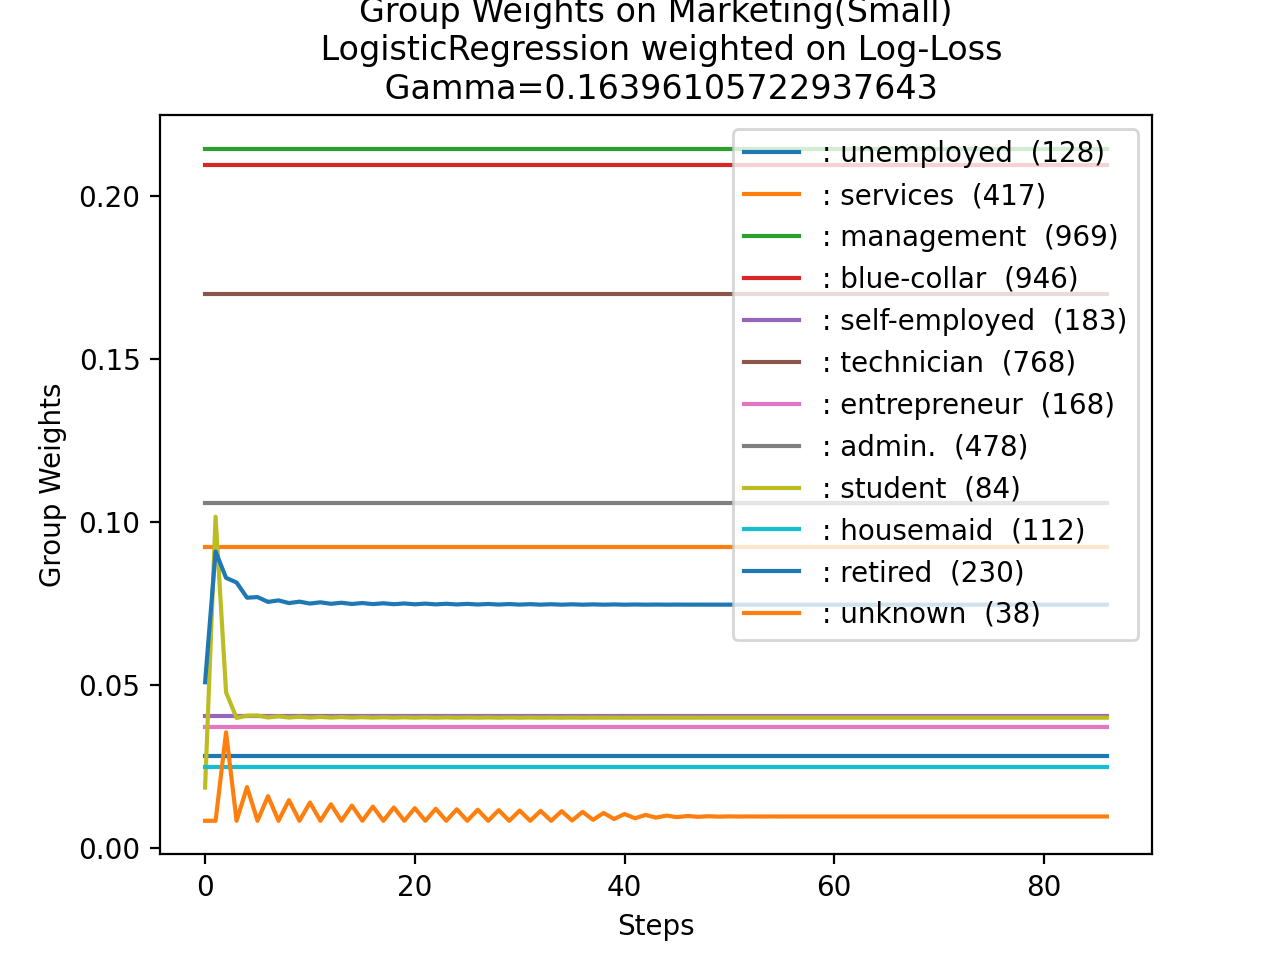 Group Weights on Marketing(Small)
LogisticRegression weighted on Log-Loss
Gamma=0.16396105722937643
: unemployed (128)
: services (417)
: management (969)
: blue-collar (946)
: self-employed (183)
: technician (768)
: entrepreneur (168)
: admin. (478)
: student (84)
: housemaid (112)
: retired (230)
: unknown (38)
Group Weights
0.20
0.15
0.10
0.05
0.00
0 20 40 60 80
Steps